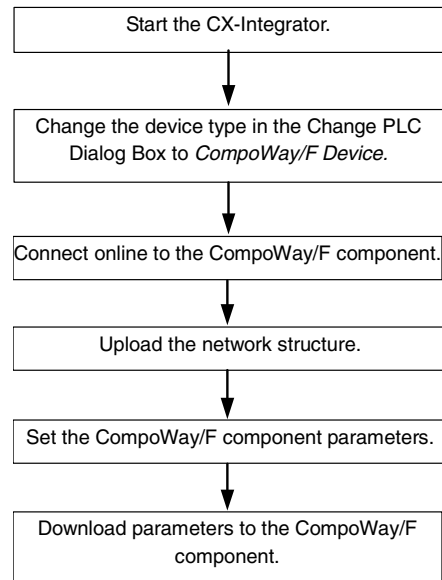 Start the CX-Integrator.
Change the device type in the Change PLC
Dialog Box to CompoWay/F Device.
Connect online to the CompoWay/F component.
Upload the network structure.
Set the CompoWay/F component parameters.
Download parameters to the CompoWay/F
component.